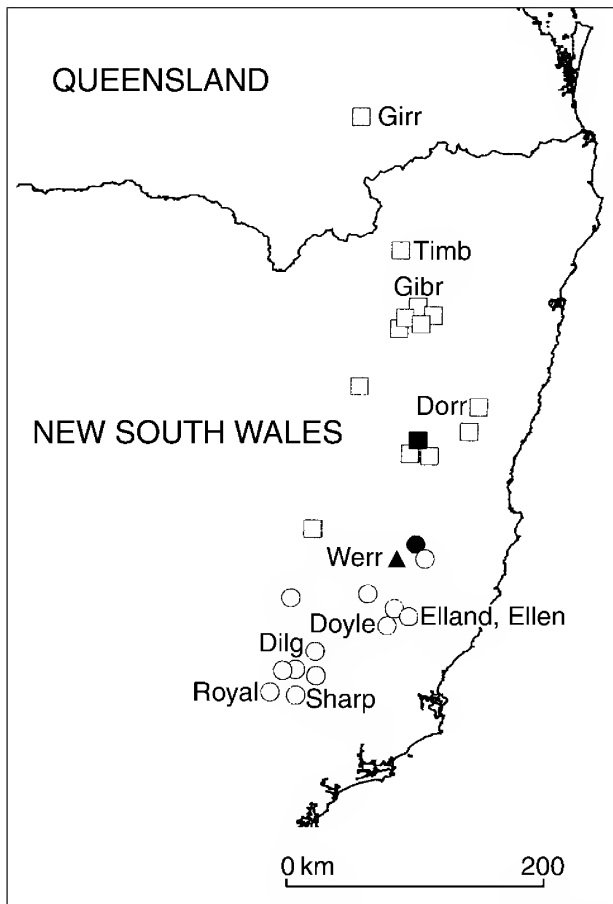 QUEENSLAND
Girr
Timb
Gibr
Dorr
NEW SOUTH WALES
Werr
Elland, Ellen
Doyle
Dilg
Royal
Sharp
0 km 200